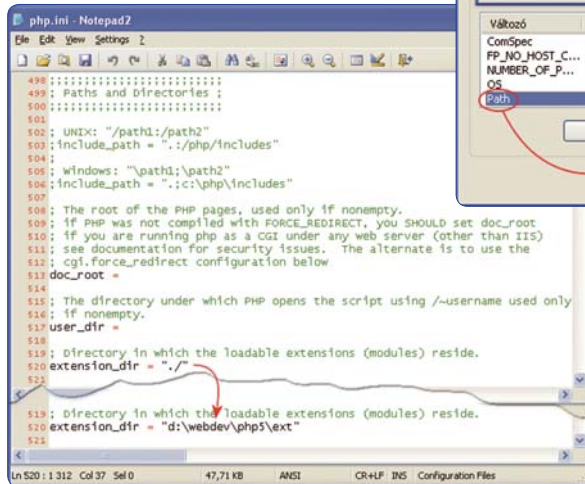 php.ini - Notepad2
File Edit View Settings ?
498 ;;;;;;;;;;;;;;;;;;;;;;;;;
499 ; Paths and Directories ;
500 ;;;;;;;;;;;;;;;;;;;;;;;;;
501
502 ; UNIX: "/path1:/path2"
503 ;include_path = ".:/php/includes"
504 ;
505 ; Windows: "\path1;\path2"
506 ;include_path = ".;c:\php\includes"
507
508 ; The root of the PHP pages, used only if nonempty.
509 ; if PHP was not compiled with FORCE_REDIRECT, you SHOULD set doc_root
510 ; if you are running php as a CGI under any web server (other than IIS)
511 ; see documentation for security issues. The alternate is to use the
512 ; cgi.force_redirect configuration below
513 doc_root =
514
515 ; The directory under which PHP opens the script using /~username used only
516 ; if nonempty.
517 user_dir =
518
519 ; Directory in which the loadable extensions (modules) reside.
520 extension_dir = "./"
521
519 ; Directory in which the loadable extensions (modules) reside.
520 extension_dir = "d:\webdev\php5\ext"
521
Ln 520 : 1 312 Col 37 Sel 0 47,71 KB ANSI CR+LF INS Configuration Files
Változó
ComSpec
FP_NO_HOST_C...
NUMBER_OF_P...
OS
Path